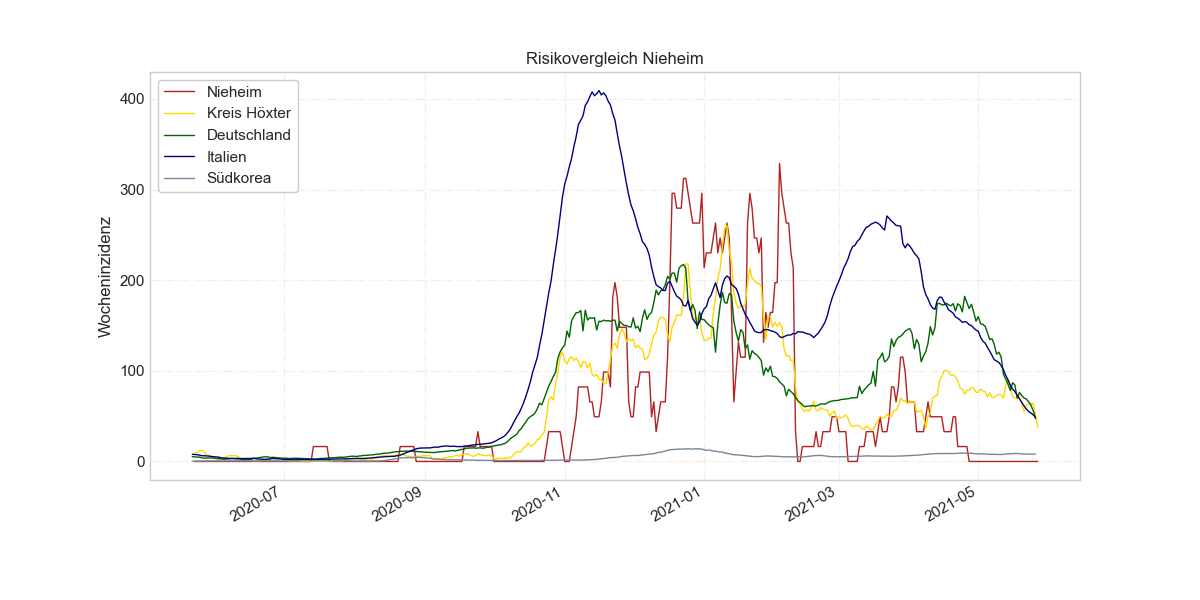 Risikovergleich Nieheim
Nieheim
Kreis Höxter
Deutschland
Italien
Südkorea
Wocheninzidenz
400
300
200
100
0
2020-07
2020-09
2020-11
2021-01
2021-03
2021-05